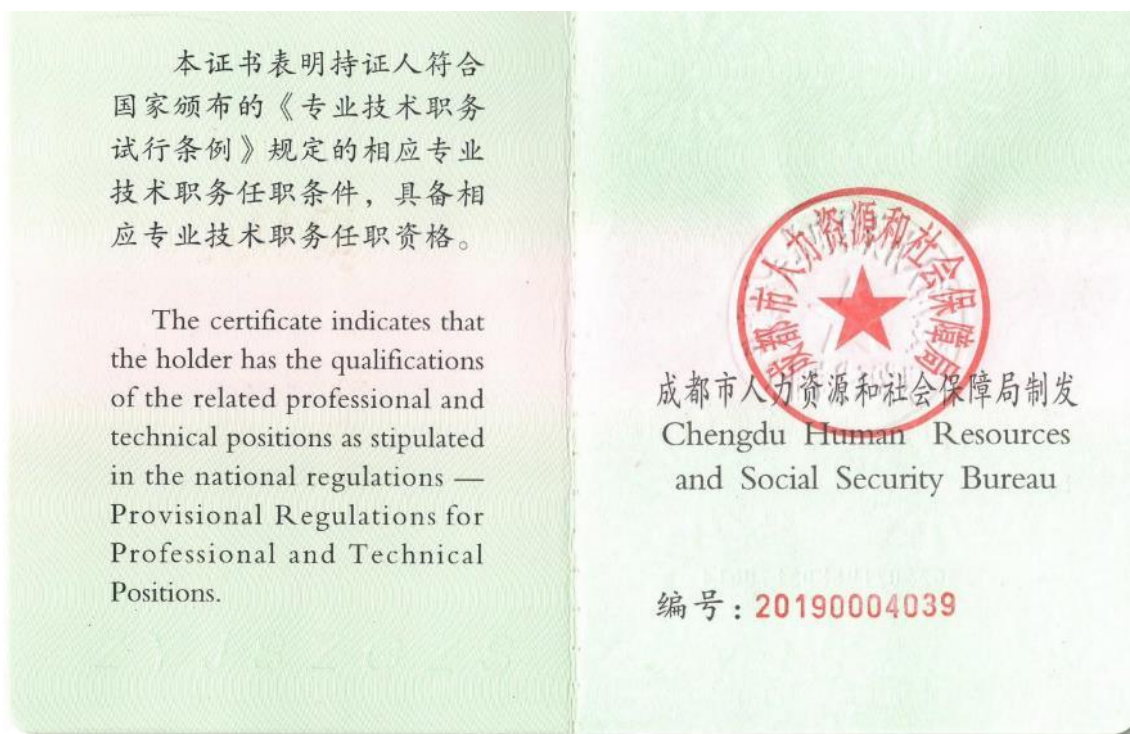 本证书表明持证人符合
国家颁布的《专业技术职务
试行条例》规定的相应专业
技术职务任职条件，具备相
应专业技术职务任职资格。
The certificate indicates that
the holder has the qualifications
of the related professional and
technical positions as stipulated
in the national regulations —
Provisional Regulations for
Professional and Technical
Positions.
成都市人力资源和社会保障局
成都市人力资源和社会保障局制发
Chengdu Human Resources
and Social Security Bureau
编号：20190004039